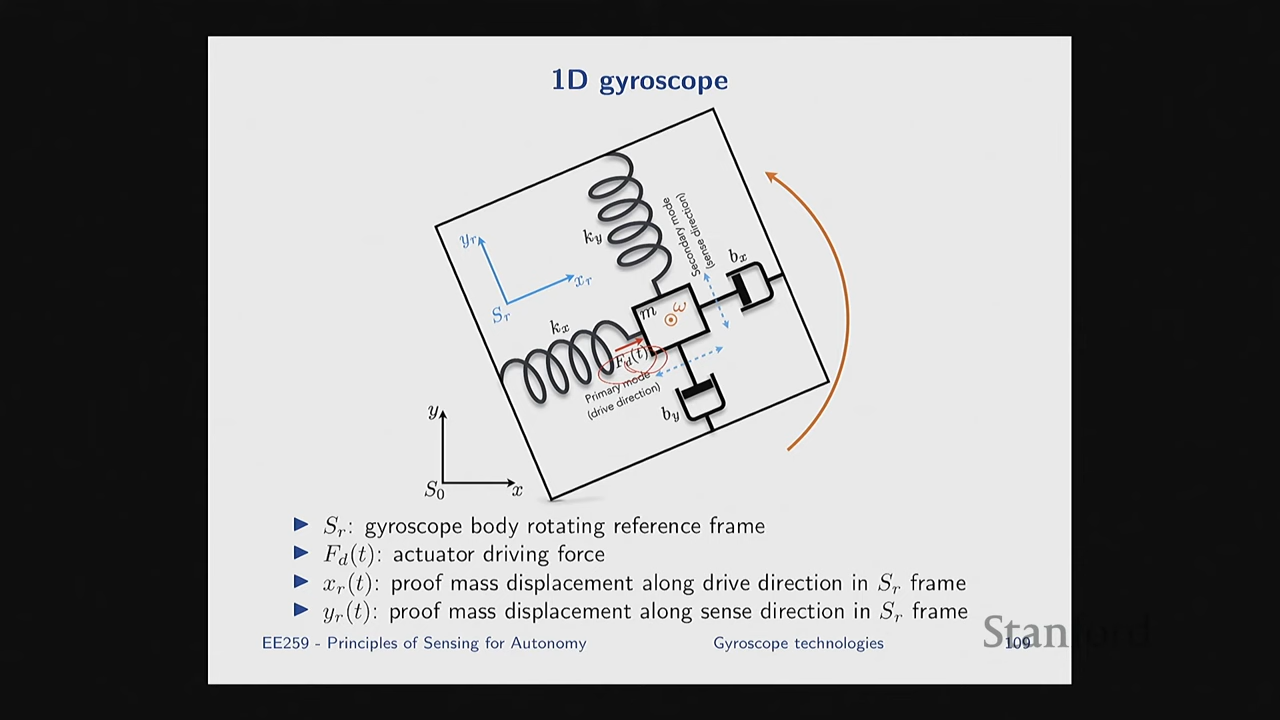 1D gyroscope
Secondary mode
(sense direction)
y_r
k_y
b_x
x_r
m
ω
S_r
k_x
F_d(t)
Primary mode
(drive direction)
b_y
y
S_0
x
▶ S_r: gyroscope body rotating reference frame
▶ F_d(t): actuator driving force
▶ x_r(t): proof mass displacement along drive direction in S_r frame
▶ y_r(t): proof mass displacement along sense direction in S_r frame
Stanford
EE259 - Principles of Sensing for Autonomy Gyroscope technologies 109